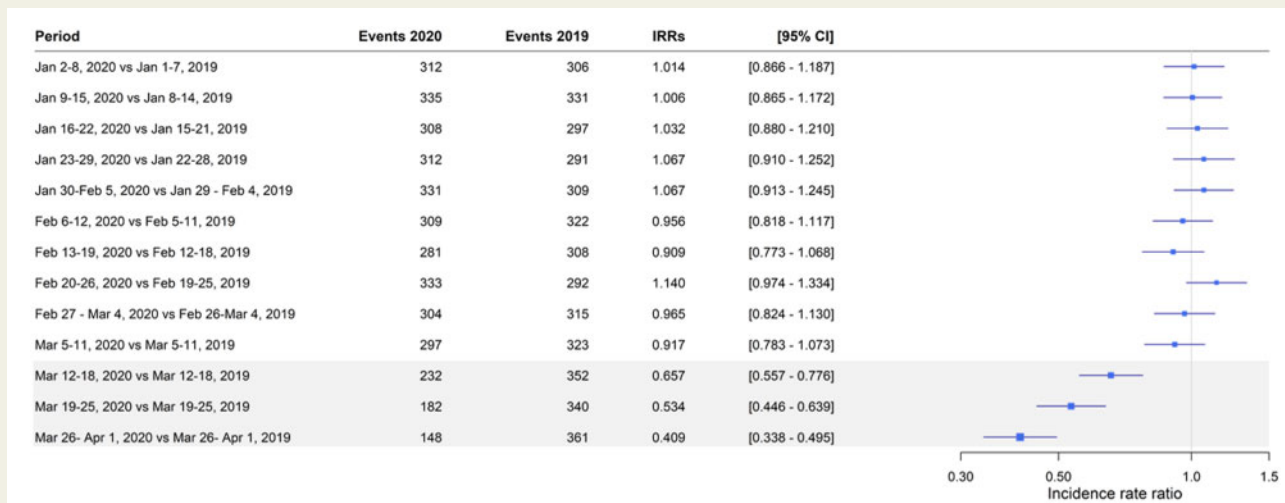 Period Events 2020 Events 2019 IRRs [95% CI]
Jan 2-8, 2020 vs Jan 1-7, 2019 312 306 1.014 [0.866 - 1.187]
Jan 9-15, 2020 vs Jan 8-14, 2019 335 331 1.006 [0.865 - 1.172]
Jan 16-22, 2020 vs Jan 15-21, 2019 308 297 1.032 [0.880 - 1.210]
Jan 23-29, 2020 vs Jan 22-28, 2019 312 291 1.067 [0.910 - 1.252]
Jan 30-Feb 5, 2020 vs Jan 29 - Feb 4, 2019 331 309 1.067 [0.913 - 1.245]
Feb 6-12, 2020 vs Feb 5-11, 2019 309 322 0.956 [0.818 - 1.117]
Feb 13-19, 2020 vs Feb 12-18, 2019 281 308 0.909 [0.773 - 1.068]
Feb 20-26, 2020 vs Feb 19-25, 2019 333 292 1.140 [0.974 - 1.334]
Feb 27 - Mar 4, 2020 vs Feb 26-Mar 4, 2019 304 315 0.965 [0.824 - 1.130]
Mar 5-11, 2020 vs Mar 5-11, 2019 297 323 0.917 [0.783 - 1.073]
Mar 12-18, 2020 vs Mar 12-18, 2019 232 352 0.657 [0.557 - 0.776]
Mar 19-25, 2020 vs Mar 19-25, 2019 182 340 0.534 [0.446 - 0.639]
Mar 26- Apr 1, 2020 vs Mar 26- Apr 1, 2019 148 361 0.409 [0.338 - 0.495]
0.30 0.50 1.0 1.5
Incidence rate ratio